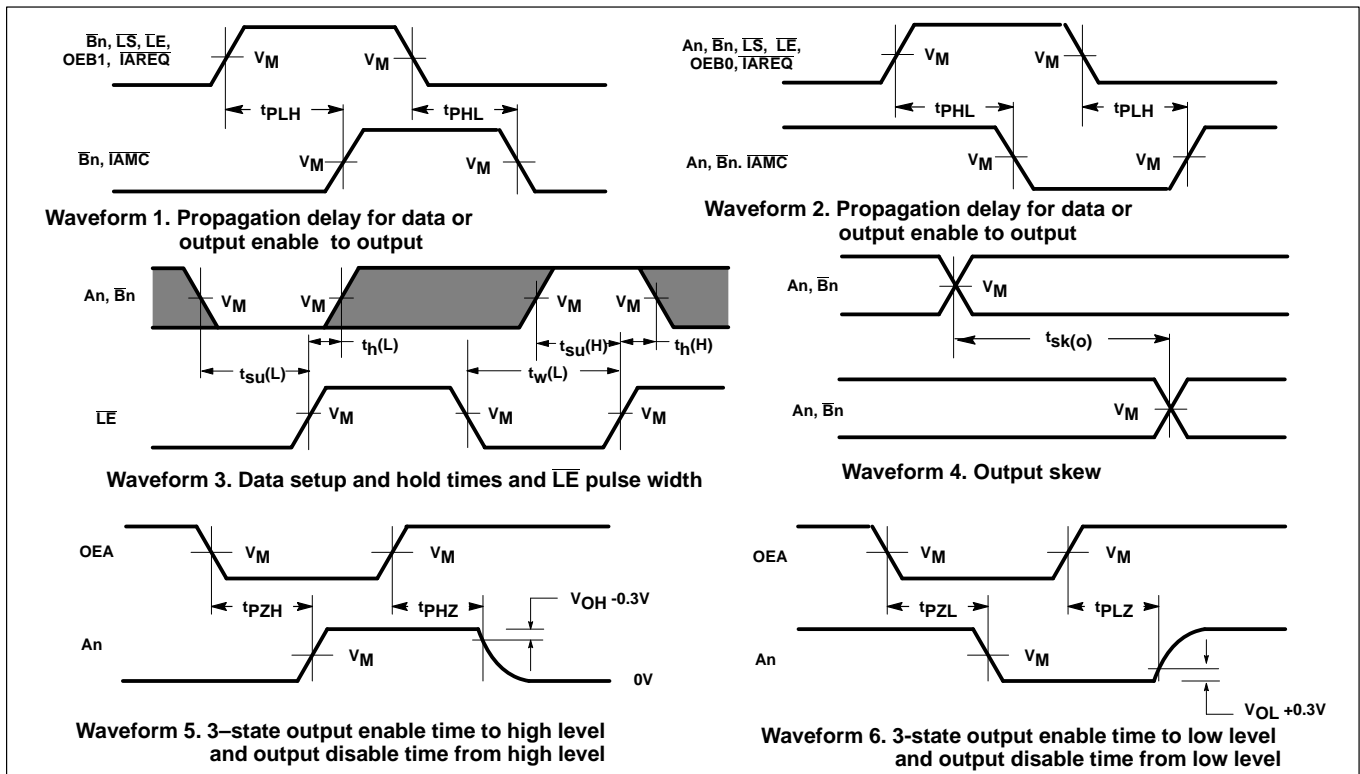 B̅n, L̅S̅, L̅E̅,
OEB1, I̅A̅R̅E̅Q̅
VM
VM
tPLH
tPHL
B̅n, I̅A̅M̅C̅
VM
VM
Waveform 1. Propagation delay for data or
output enable to output
An, B̅n, L̅S̅, L̅E̅,
OEB0, I̅A̅R̅E̅Q̅
VM
VM
tPHL
tPLH
An, B̅n. I̅A̅M̅C̅
VM
VM
Waveform 2. Propagation delay for data or
output enable to output
An, B̅n
VM
VM
VM
VM
th(L)
tsu(H)
th(H)
tsu(L)
tw(L)
L̅E̅
VM
VM
VM
Waveform 3. Data setup and hold times and L̅E̅ pulse width
An, B̅n
VM
tsk(o)
An, B̅n
VM
Waveform 4. Output skew
OEA
VM
VM
tPZH
tPHZ
VOH -0.3V
An
VM
0V
Waveform 5. 3–state output enable time to high level
and output disable time from high level
OEA
VM
VM
tPZL
tPLZ
An
VM
VOL +0.3V
Waveform 6. 3-state output enable time to low level
and output disable time from low level